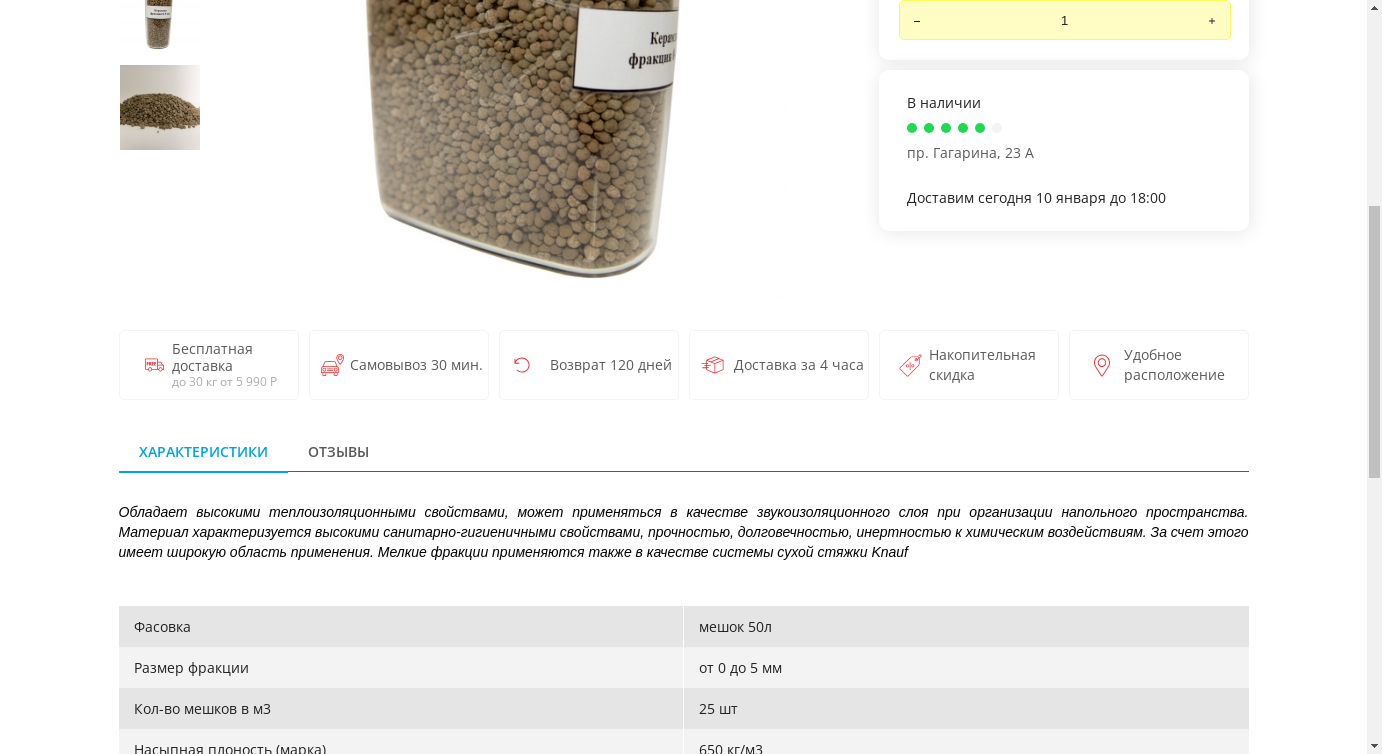 –
1
+
В наличии
пр. Гагарина, 23 А
Доставим сегодня 10 января до 18:00
фракция
Бесплатная
доставка
до 30 кг от 5 990 Р
Самовывоз 30 мин.
Возврат 120 дней
Доставка за 4 часа
Накопительная
скидка
Удобное
расположение
ХАРАКТЕРИСТИКИ
ОТЗЫВЫ
Обладает высокими теплоизоляционными свойствами, может применяться в качестве звукоизоляционного слоя при организации напольного пространства.
Материал характеризуется высокими санитарно-гигиеничными свойствами, прочностью, долговечностью, инертностью к химическим воздействиям. За счет этого
имеет широкую область применения. Мелкие фракции применяются также в качестве системы сухой стяжки Knauf
Фасовка мешок 50л
Размер фракции от 0 до 5 мм
Кол-во мешков в м3 25 шт
Насыпная плоность (марка) 650 кг/м3